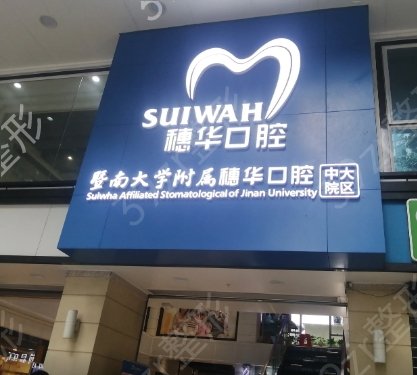 SUIWAH
穗华口腔
暨南大学附属穗华口腔 中大院区
Suiwha Affiliated Stomatological of Jinan University